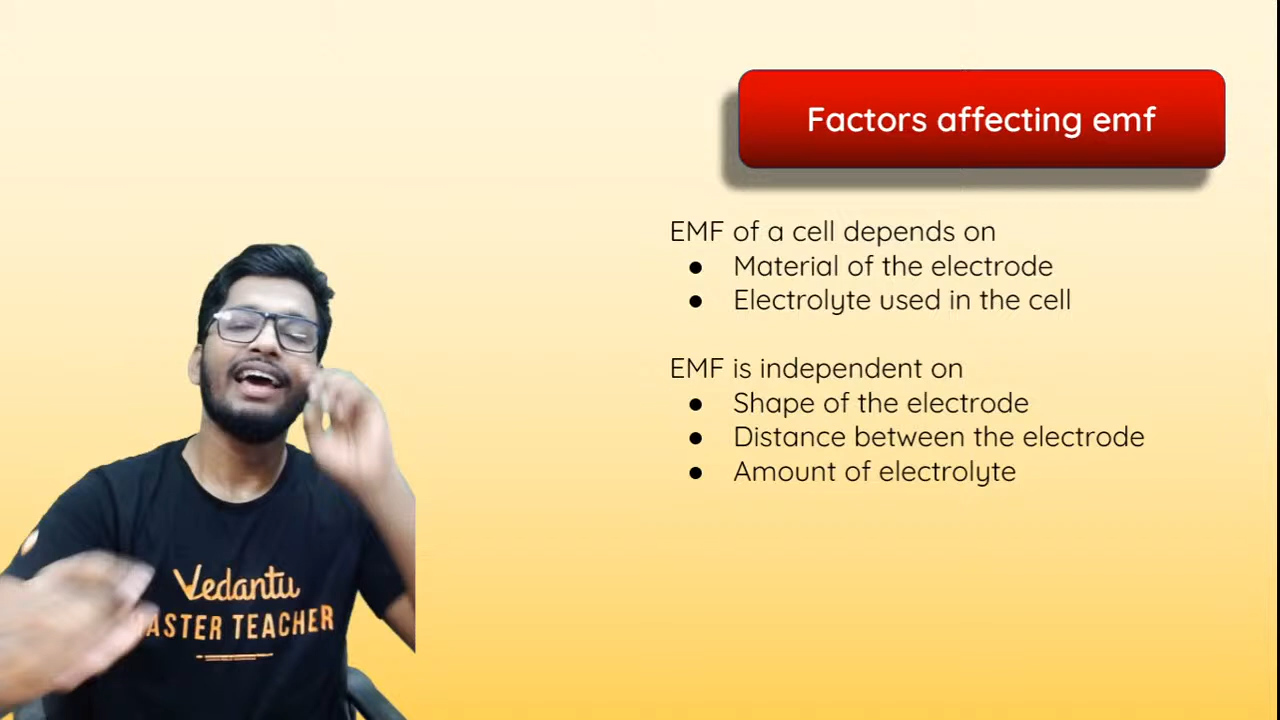 Factors affecting emf
EMF of a cell depends on
● Material of the electrode
● Electrolyte used in the cell
EMF is independent on
● Shape of the electrode
● Distance between the electrode
● Amount of electrolyte
Vedantu
MASTER TEACHER